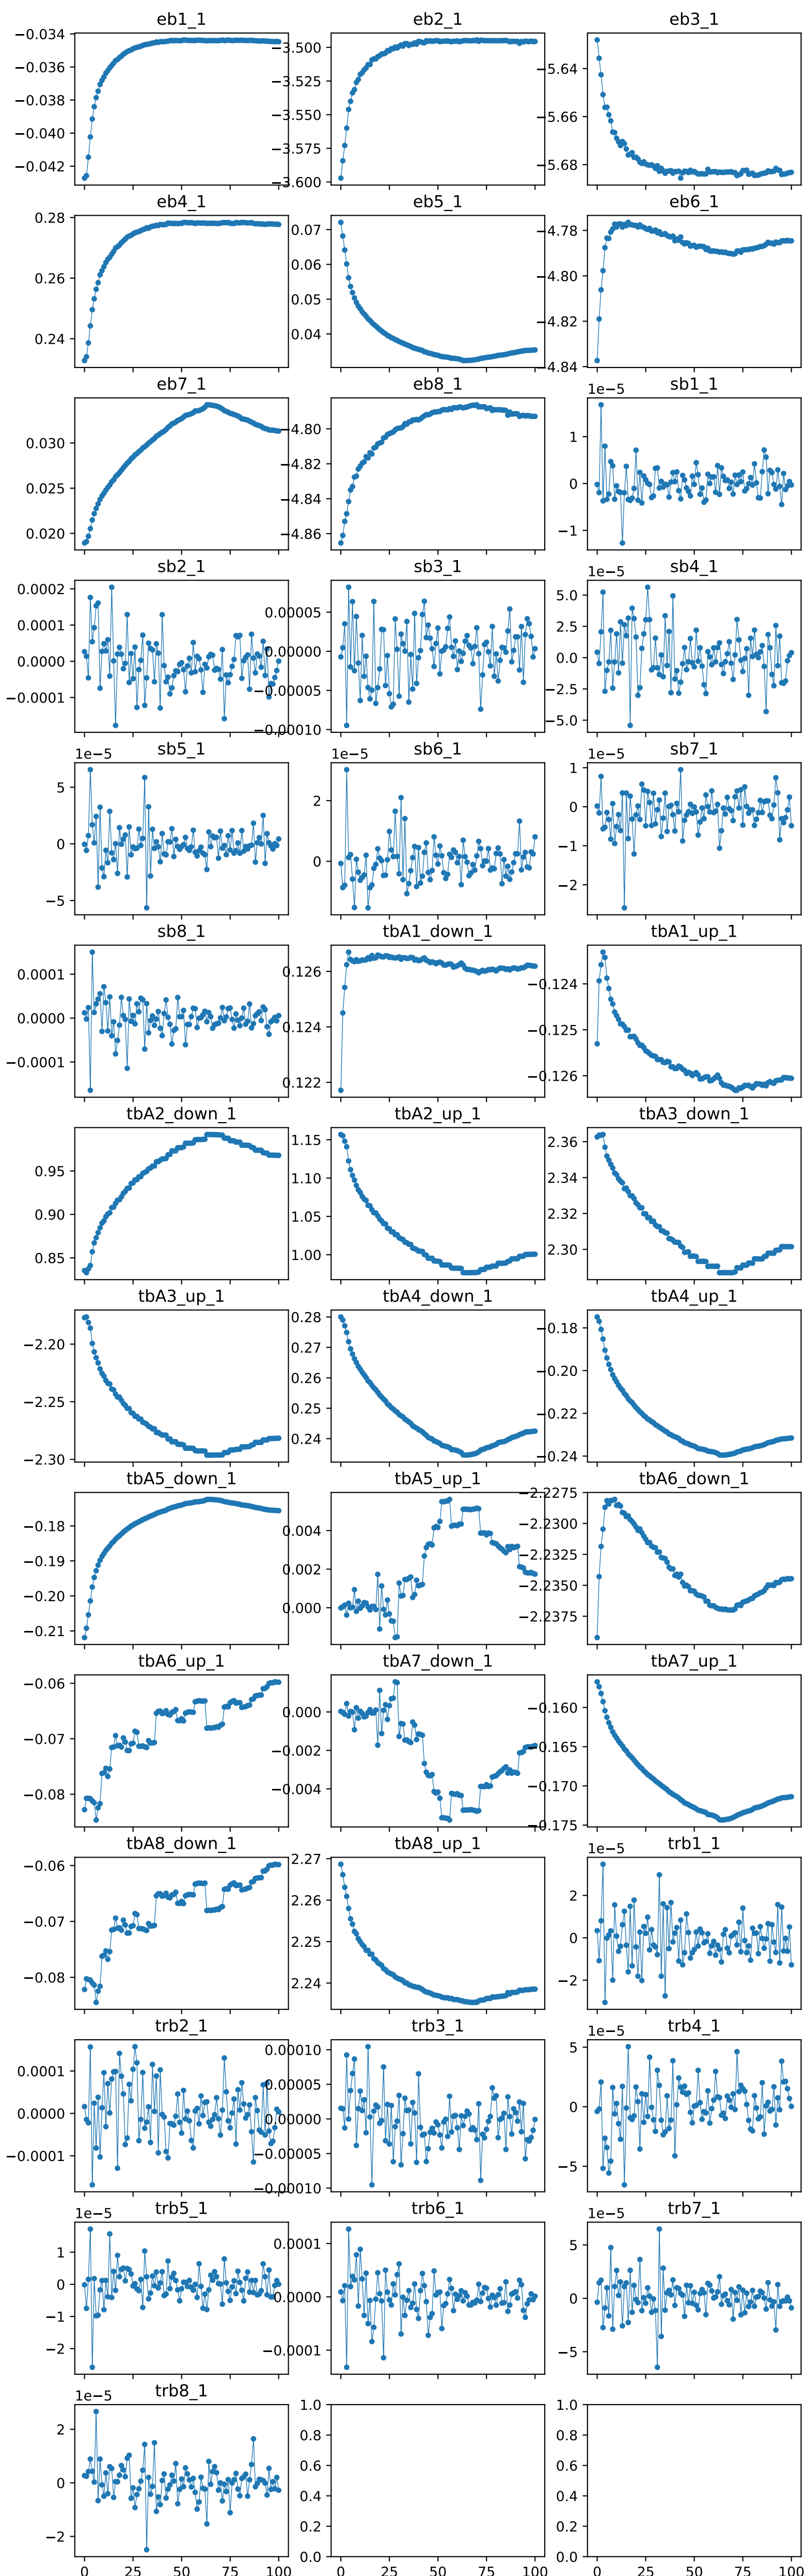 eb1_1 eb2_1 eb3_1
−0.034 −0.036 −0.038 −0.040 −0.042
−3.500 −3.525 −3.550 −3.575 −3.600
−5.64 −5.66 −5.68
eb4_1 eb5_1 eb6_1
0.28 0.26 0.24
0.07 0.06 0.05 0.04
−4.78 −4.80 −4.82 −4.84
eb7_1 eb8_1 sb1_1
0.030 0.025 0.020
−4.80 −4.82 −4.84 −4.86
1e−5
1 0 −1
sb2_1 sb3_1 sb4_1
0.0002 0.0001 0.0000 −0.0001
0.00005 0.00000 −0.00005 −0.00010
1e−5
5.0 2.5 0.0 −2.5 −5.0
sb5_1 sb6_1 sb7_1
1e−5
5 0 −5
1e−5
2 0
1e−5
1 0 −1 −2
sb8_1 tbA1_down_1 tbA1_up_1
0.0001 0.0000 −0.0001
0.126 0.124 0.122
−0.124 −0.125 −0.126
tbA2_down_1 tbA2_up_1 tbA3_down_1
0.95 0.90 0.85
1.15 1.10 1.05 1.00
2.36 2.34 2.32 2.30
tbA3_up_1 tbA4_down_1 tbA4_up_1
−2.20 −2.25 −2.30
0.28 0.27 0.26 0.25 0.24
−0.18 −0.20 −0.22 −0.24
tbA5_down_1 tbA5_up_1 tbA6_down_1
−0.18 −0.19 −0.20 −0.21
0.004 0.002 0.000
−2.2275 −2.2300 −2.2325 −2.2350 −2.2375
tbA6_up_1 tbA7_down_1 tbA7_up_1
−0.06 −0.07 −0.08
0.000 −0.002 −0.004
−0.160 −0.165 −0.170 −0.175
tbA8_down_1 tbA8_up_1 trb1_1
−0.06 −0.07 −0.08
2.27 2.26 2.25 2.24
1e−5
2 0 −2
trb2_1 trb3_1 trb4_1
0.0001 0.0000 −0.0001
0.00010 0.00005 0.00000 −0.00005 −0.00010
1e−5
5 0 −5
trb5_1 trb6_1 trb7_1
1e−5
1 0 −1 −2
0.0001 0.0000 −0.0001
1e−5
5 0 −5
trb8_1
1e−5
2 0 −2
1.0 0.8 0.6 0.4 0.2 0.0
1.0 0.8 0.6 0.4 0.2 0.0
0 25 50 75 100 0 25 50 75 100 0 25 50 75 100